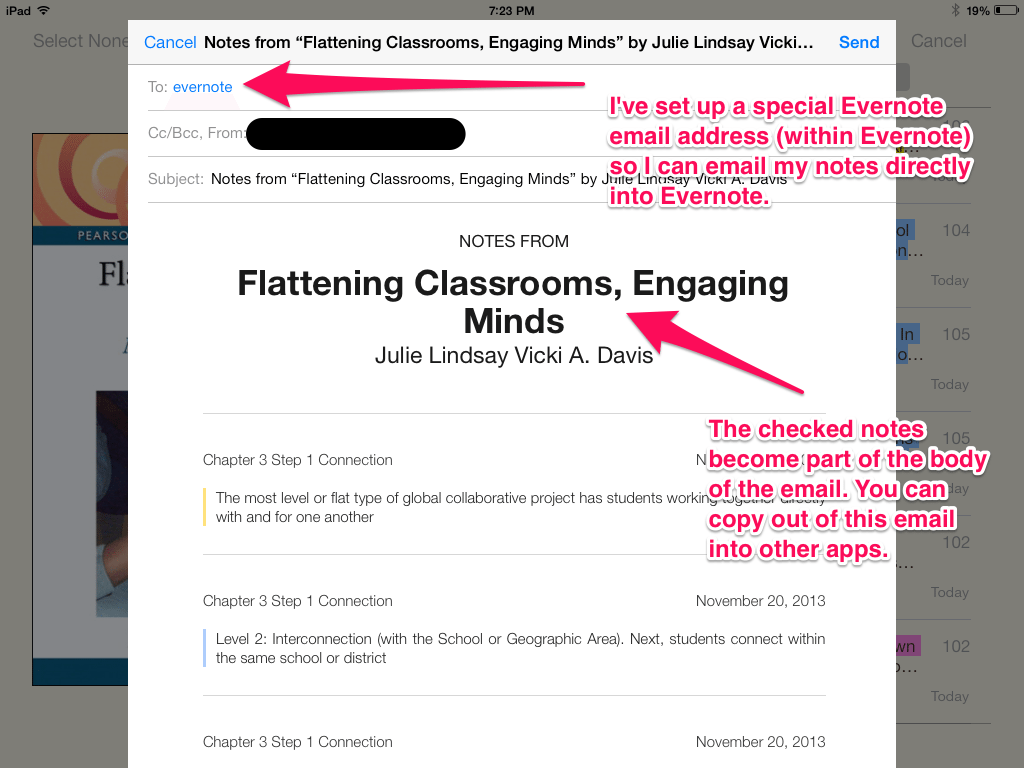 iPad 7:23 PM 19%
Select None Cancel
Cancel Notes from “Flattening Classrooms, Engaging Minds” by Julie Lindsay Vicki… Send
To: evernote
I've set up a special Evernote
email address (within Evernote)
so I can email my notes directly
into Evernote.
Cc/Bcc, From:
Subject: Notes from “Flattening Classrooms, Engaging Minds” by Julie Lindsay Vicki A. Davis
PEARSO
Fl
NOTES FROM
Flattening Classrooms, Engaging
Minds
Julie Lindsay Vicki A. Davis
104
Today
In 105
Today
The checked notes
become part of the body
of the email. You can
copy out of this email
into other apps.
Chapter 3 Step 1 Connection
The most level or flat type of global collaborative project has students working together directly
with and for one another
105
102
Today
Chapter 3 Step 1 Connection November 20, 2013
Level 2: Interconnection (with the School or Geographic Area). Next, students connect within
the same school or district
102
Today
Chapter 3 Step 1 Connection November 20, 2013